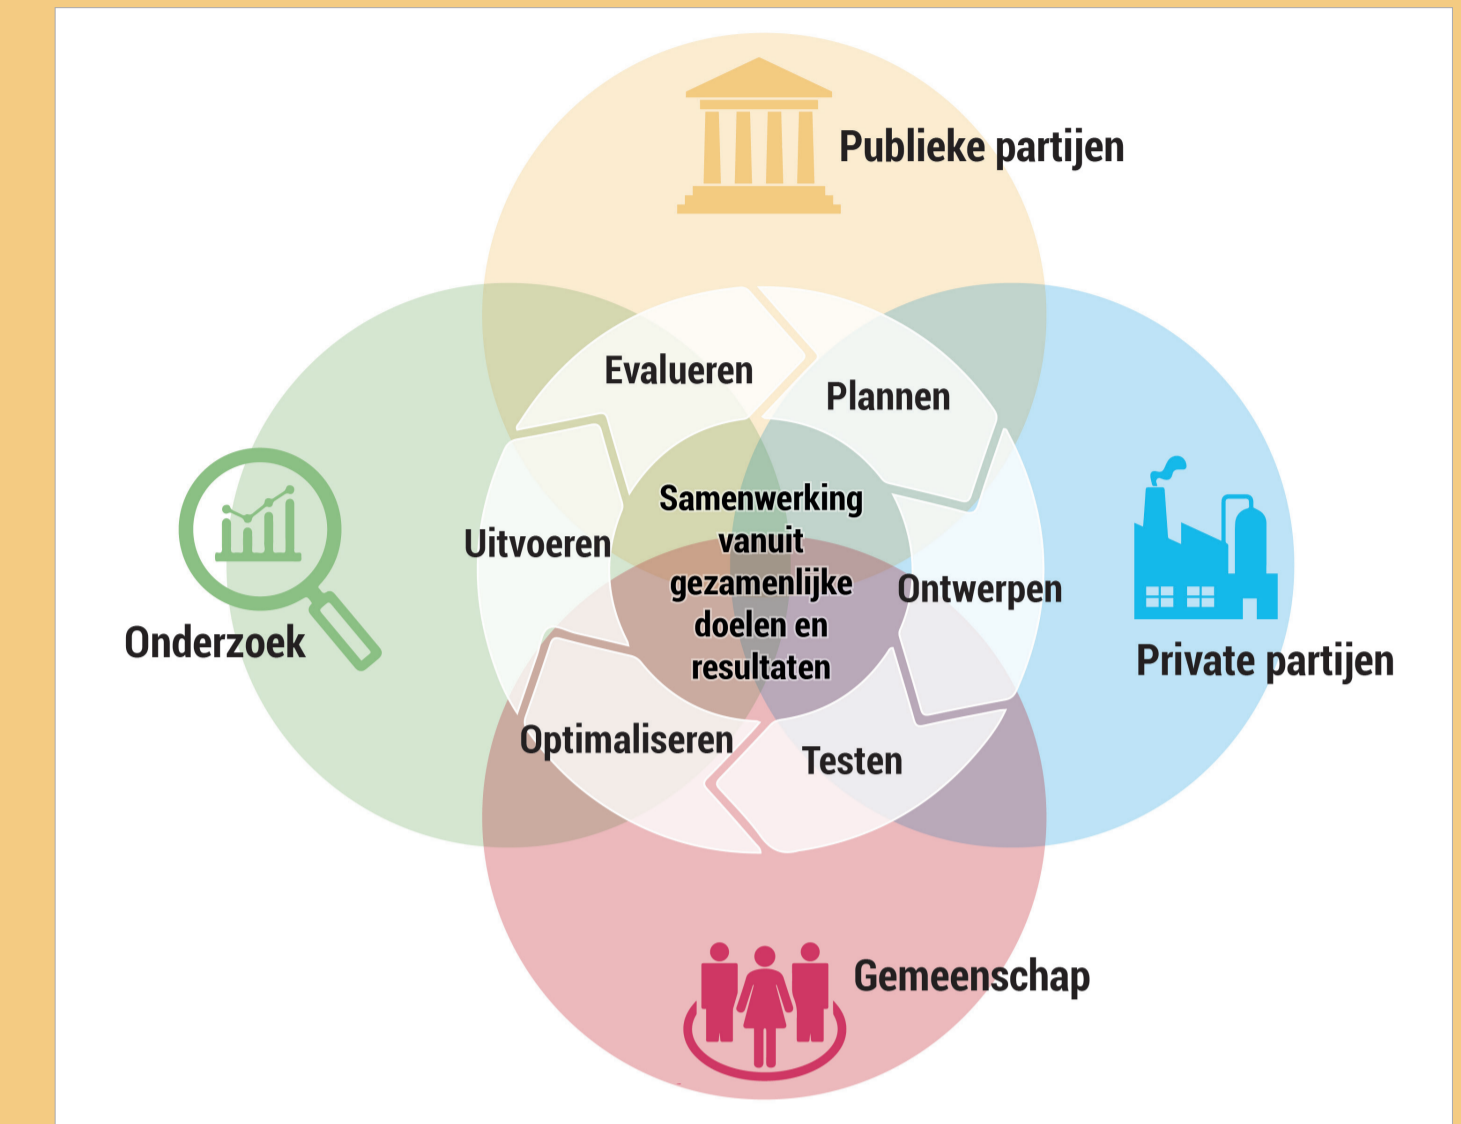 Publieke partijen
Evalueren
Plannen
Samenwerking
vanuit
gezamenlijke
doelen en
resultaten
Uitvoeren
Ontwerpen
Onderzoek
Private partijen
Optimaliseren
Testen
Gemeenschap